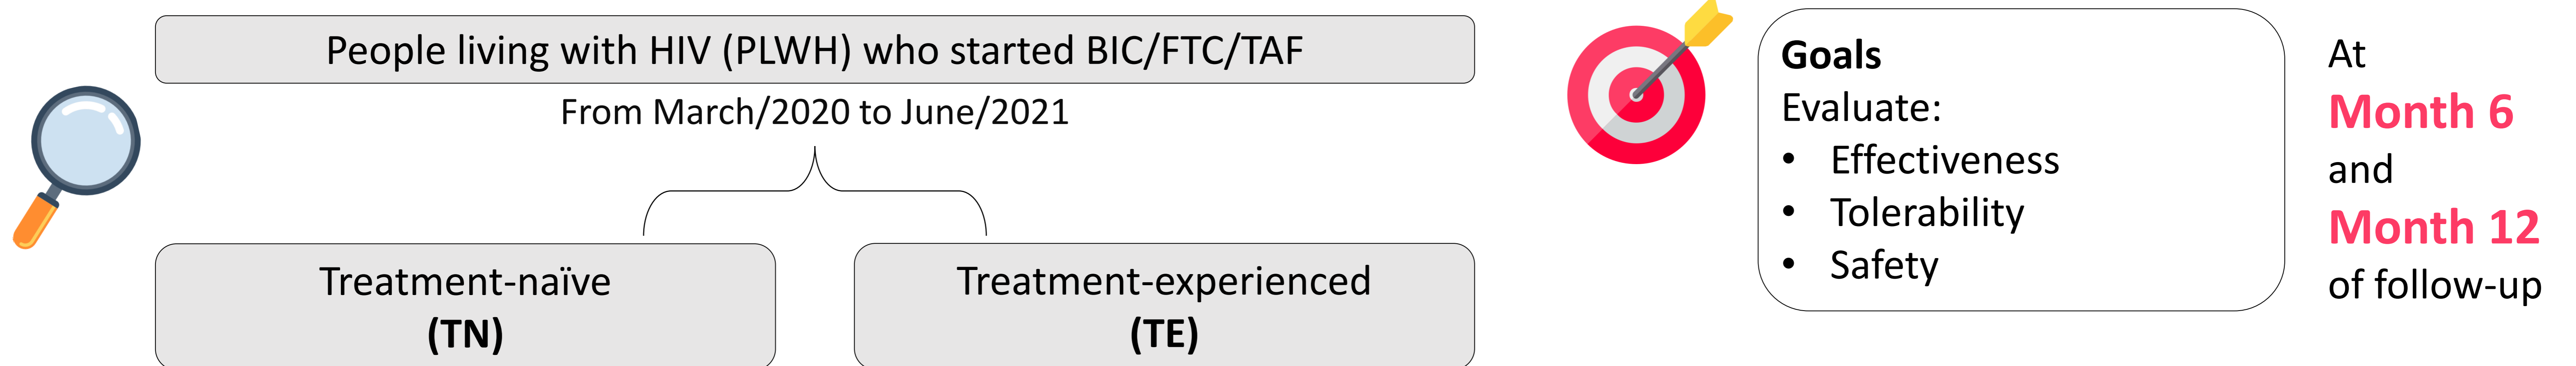 People living with HIV (PLWH) who started BIC/FTC/TAF
From March/2020 to June/2021
Treatment-naïve
(TN)
Treatment-experienced
(TE)
Goals
Evaluate:
• Effectiveness
• Tolerability
• Safety
At
Month 6
and
Month 12
of follow-up